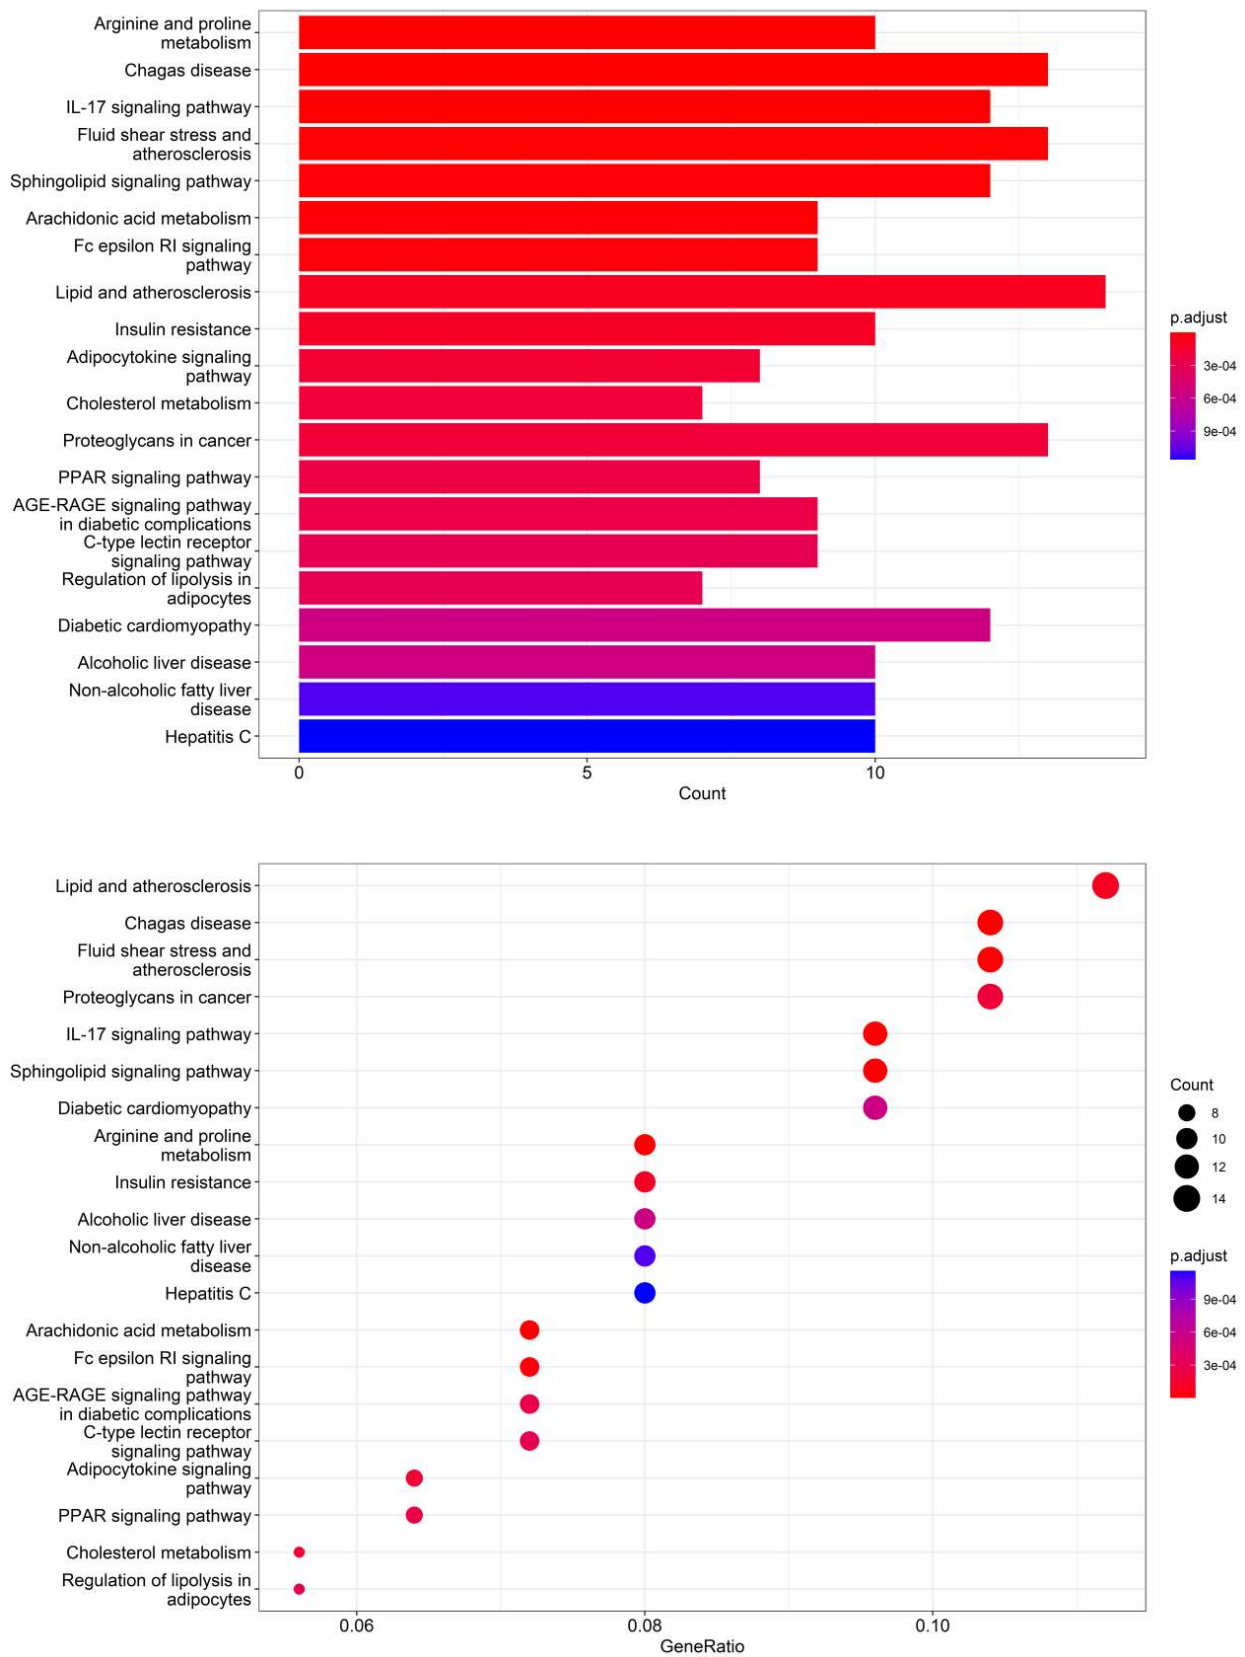 Arginine and proline
metabolism
Chagas disease
IL-17 signaling pathway
Fluid shear stress and
atherosclerosis
Sphingolipid signaling pathway
Arachidonic acid metabolism
Fc epsilon RI signaling
pathway
Lipid and atherosclerosis
Insulin resistance
Adipocytokine signaling
pathway
Cholesterol metabolism
Proteoglycans in cancer
PPAR signaling pathway
AGE-RAGE signaling pathway
in diabetic complications
C-type lectin receptor
signaling pathway
Regulation of lipolysis in
adipocytes
Diabetic cardiomyopathy
Alcoholic liver disease
Non-alcoholic fatty liver
disease
Hepatitis C
0 5 10
Count
p.adjust
3e-04
6e-04
9e-04
Lipid and atherosclerosis
Chagas disease
Fluid shear stress and
atherosclerosis
Proteoglycans in cancer
IL-17 signaling pathway
Sphingolipid signaling pathway
Diabetic cardiomyopathy
Arginine and proline
metabolism
Insulin resistance
Alcoholic liver disease
Non-alcoholic fatty liver
disease
Hepatitis C
Arachidonic acid metabolism
Fc epsilon RI signaling
pathway
AGE-RAGE signaling pathway
in diabetic complications
C-type lectin receptor
signaling pathway
Adipocytokine signaling
pathway
PPAR signaling pathway
Cholesterol metabolism
Regulation of lipolysis in
adipocytes
0.06 0.08 0.10
GeneRatio
Count
8
10
12
14
p.adjust
9e-04
6e-04
3e-04